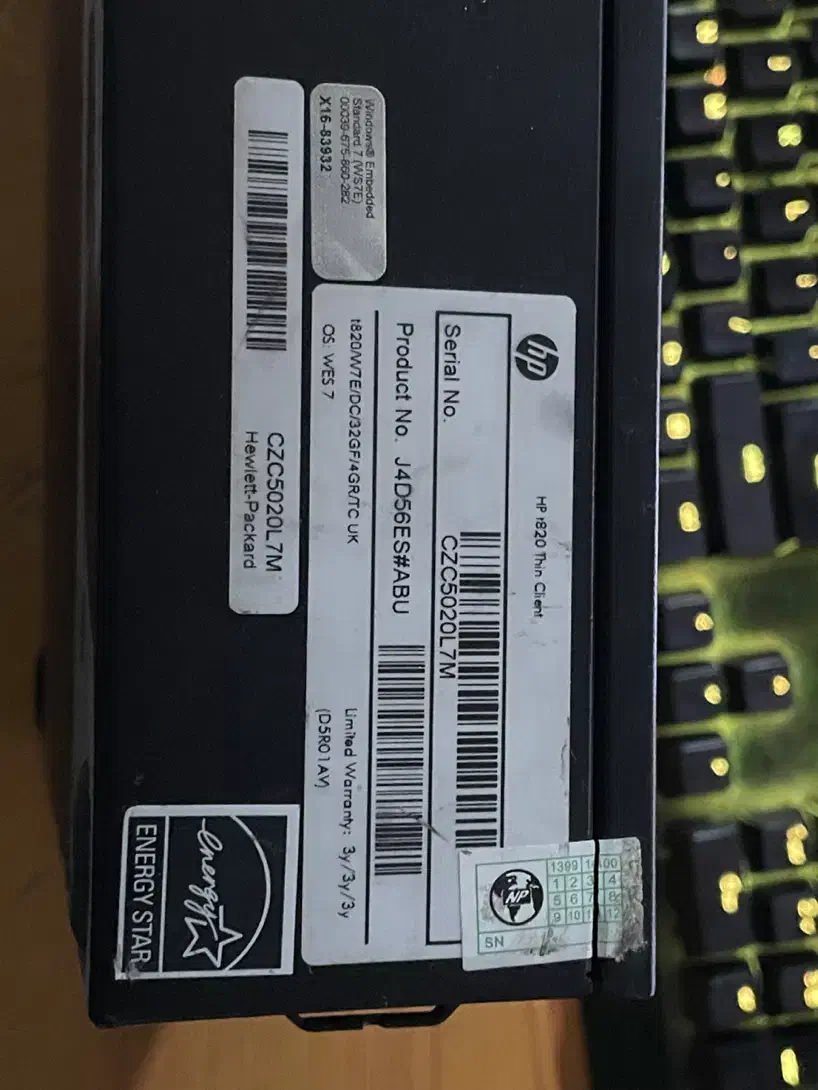 hp
HP t820 Thin Client
Serial No.
CZC5020L7M
Product No. J4D56ES#ABU
t820/W7E/DC/32GF/4GR/TC UK
OS: WES 7
Limited Warranty: 3y/3y/3y
(D5R01AV)
Windows® Embedded
Standard 7 (WS7E)
00039-675-660-282
X16-83932
CZC5020L7M
Hewlett-Packard
energy
ENERGY STAR
NP
1399 1400
1 2 3 4
5 6 7 8
9 10 11 12
SN